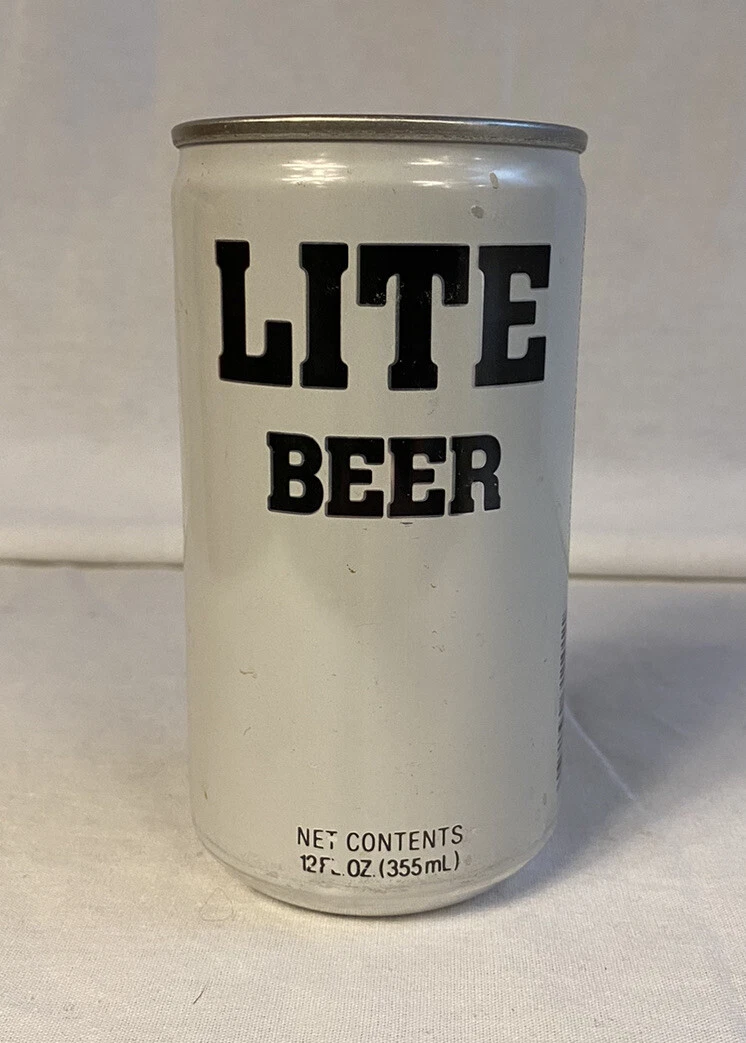 LITE
BEER
NET CONTENTS
12 FL. OZ. (355 mL)